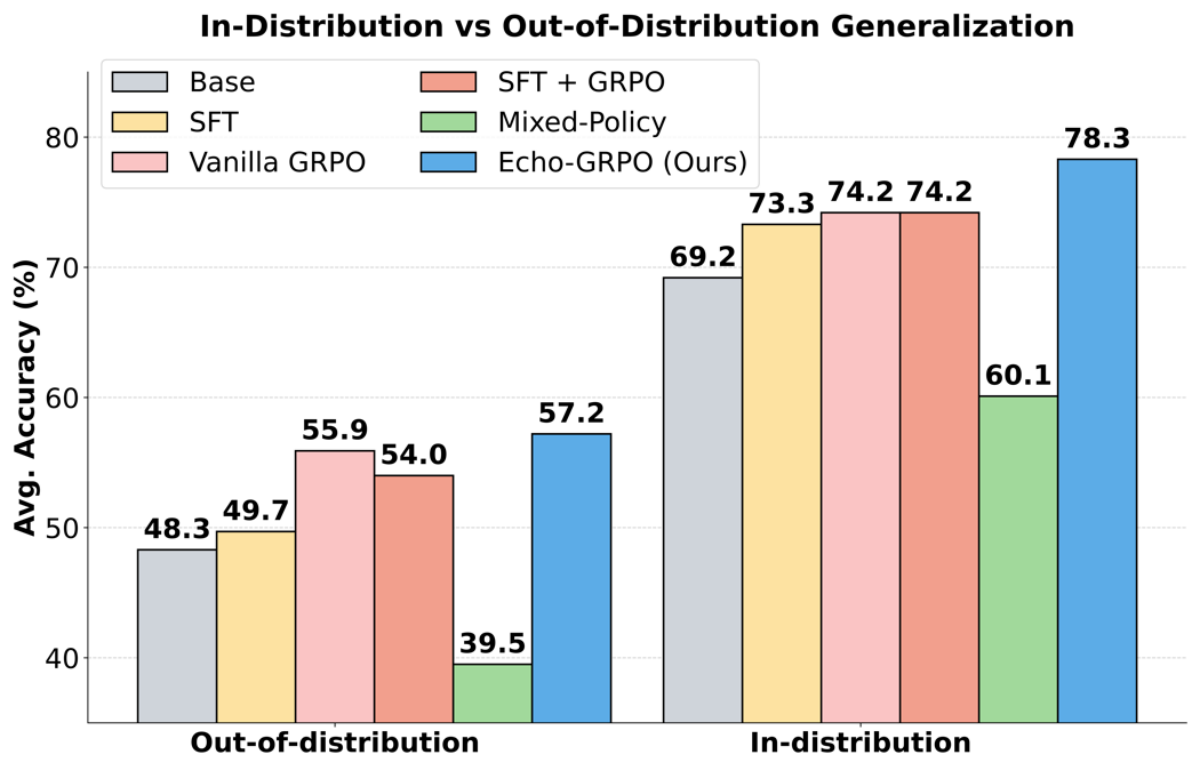 In-Distribution vs Out-of-Distribution Generalization
Base
SFT
Vanilla GRPO
SFT + GRPO
Mixed-Policy
Echo-GRPO (Ours)
Avg. Accuracy (%)
80
70
60
50
40
48.3
49.7
55.9
54.0
39.5
57.2
69.2
73.3
74.2
74.2
60.1
78.3
Out-of-distribution
In-distribution